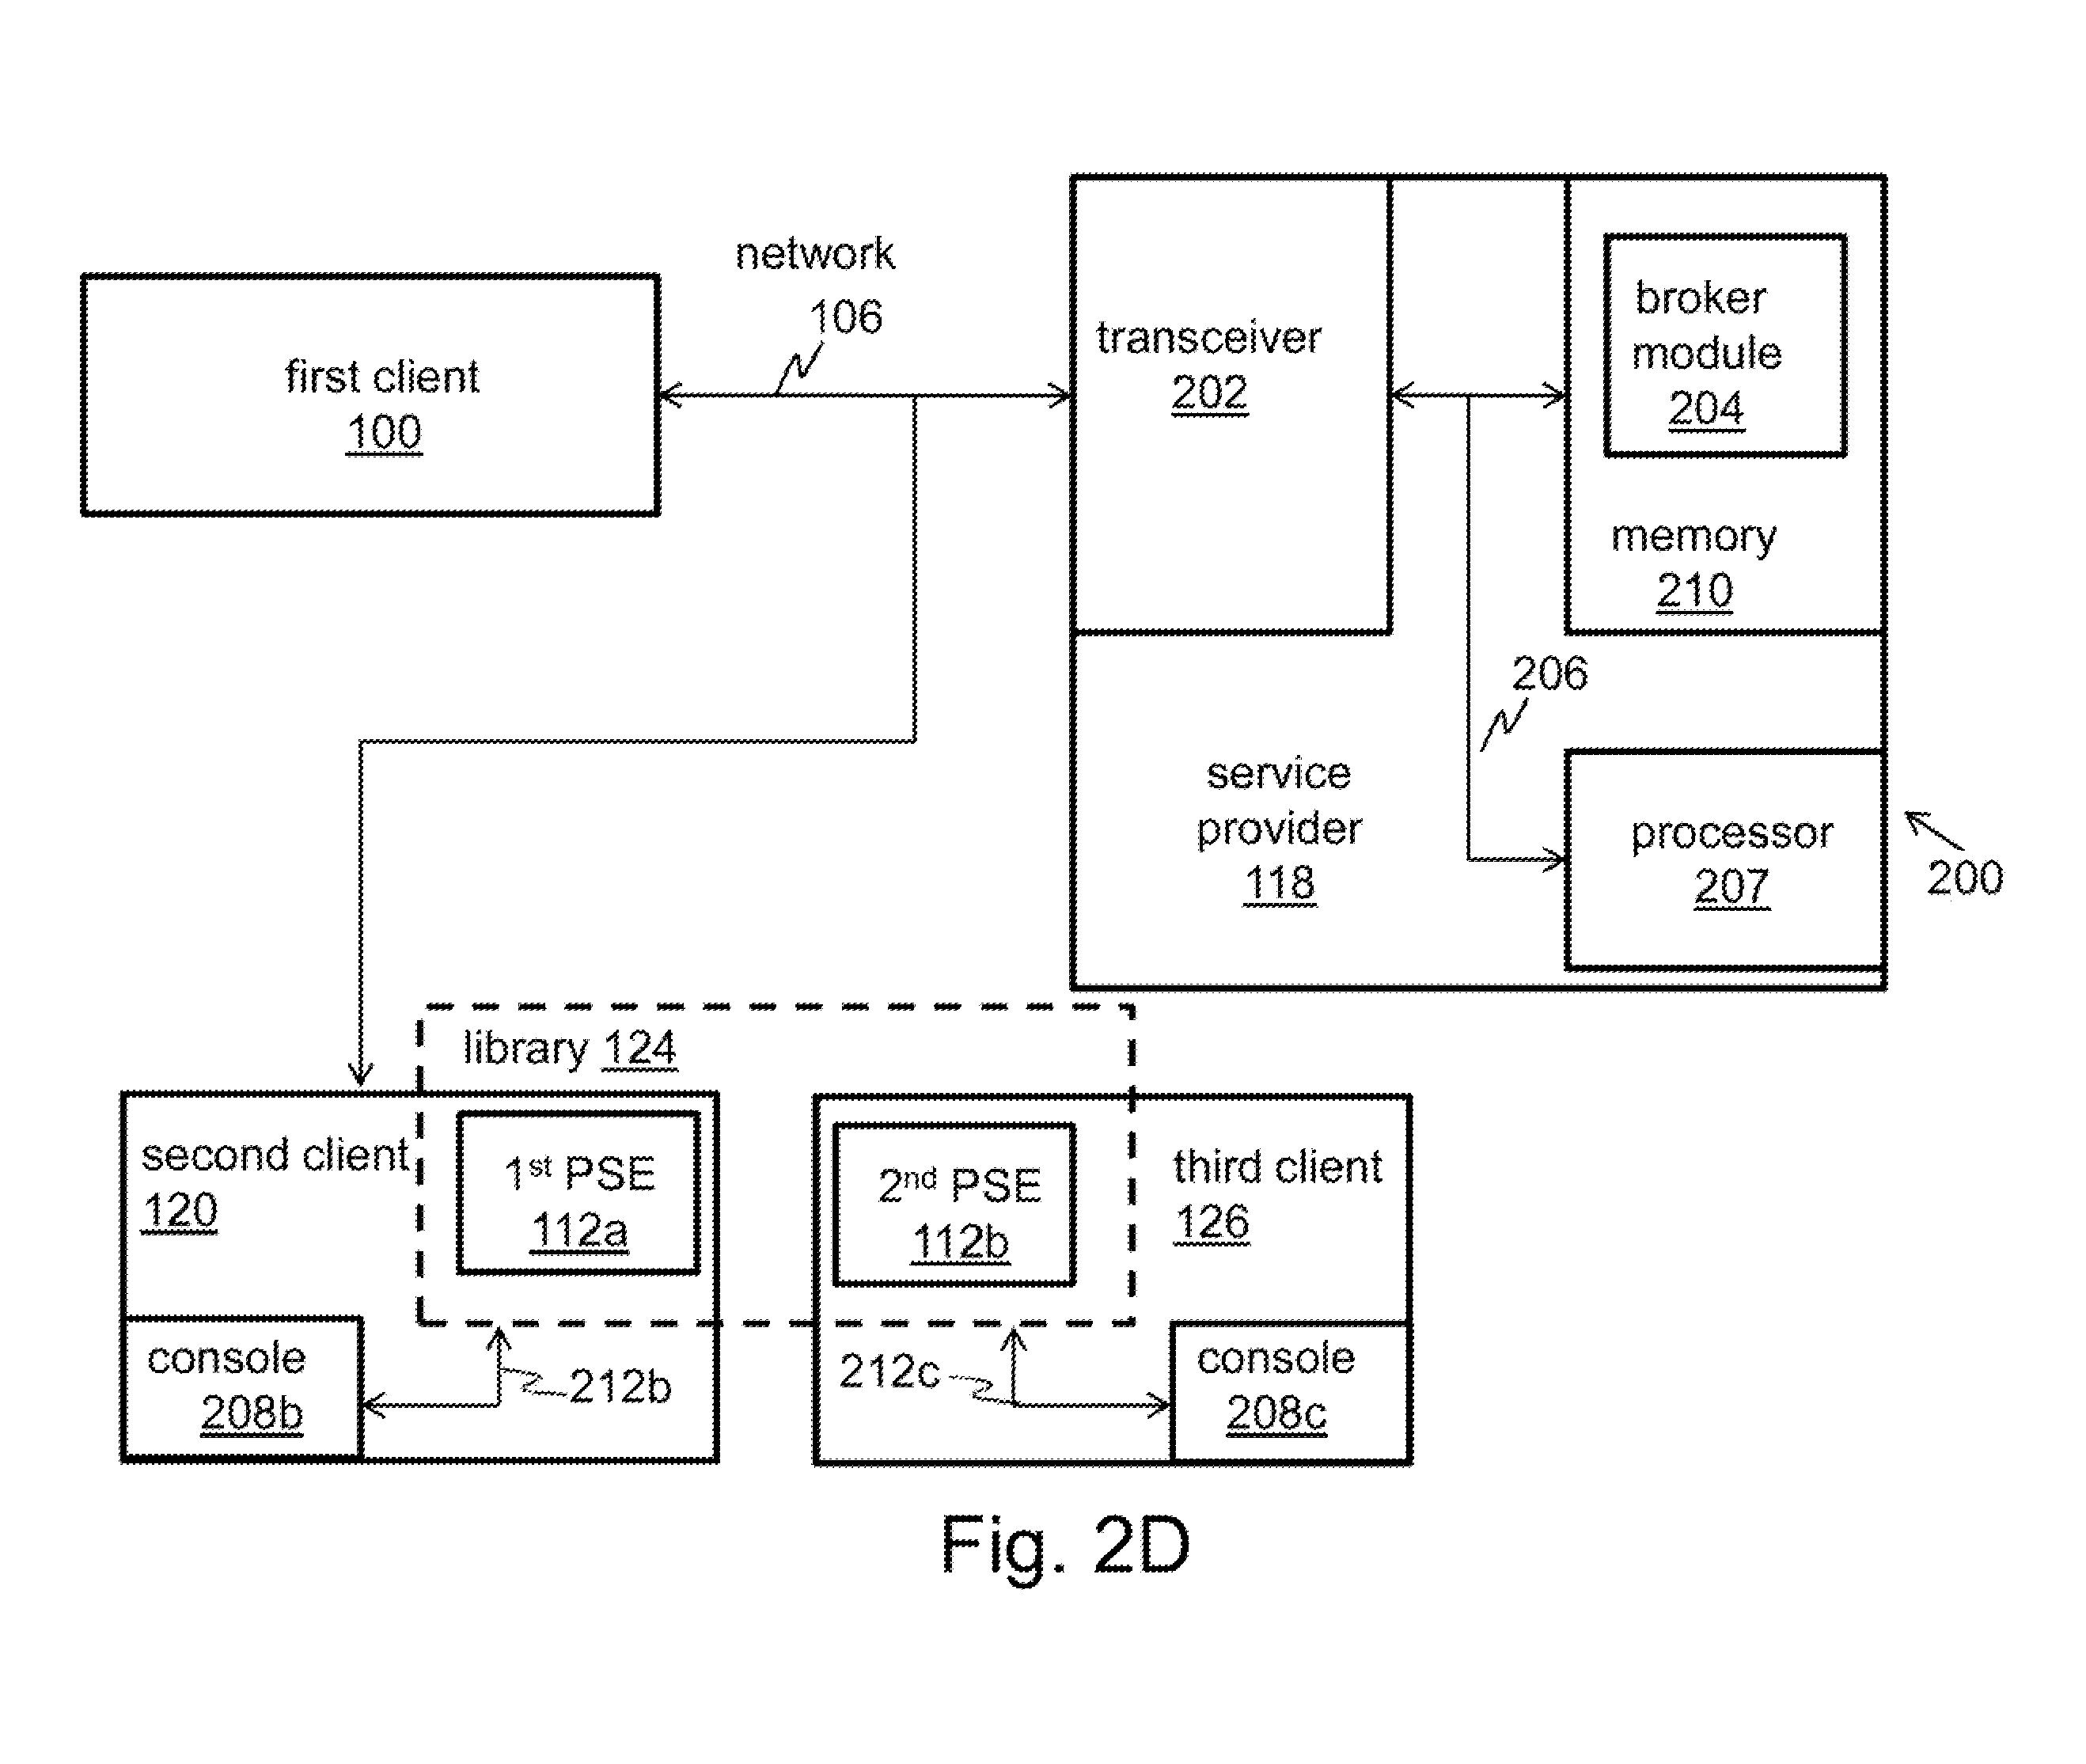 network
106
first client
100
transceiver
202
broker
module
204
memory
210
206
service
provider
118
processor
207
200
library 124
second client
120
1st PSE
112a
2nd PSE
112b
third client
126
console
208b
212b
212c
console
208c
Fig. 2D